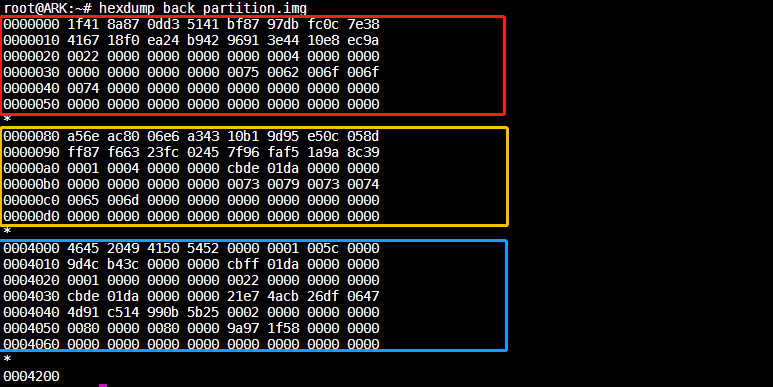 root@ARK:~# hexdump back_partition.img
0000000 1f41 8a87 0dd3 5141 bf87 97db fc0c 7e38
0000010 4167 18f0 ea24 b942 9691 3e44 10e8 ec9a
0000020 0022 0000 0000 0000 0000 0004 0000 0000
0000030 0000 0000 0000 0000 0075 0062 006f 006f
0000040 0074 0000 0000 0000 0000 0000 0000 0000
0000050 0000 0000 0000 0000 0000 0000 0000 0000
*
0000080 a56e ac80 06e6 a343 10b1 9d95 e50c 058d
0000090 ff87 f663 23fc 0245 7f96 faf5 1a9a 8c39
00000a0 0001 0004 0000 0000 cbde 01da 0000 0000
00000b0 0000 0000 0000 0000 0073 0079 0073 0074
00000c0 0065 006d 0000 0000 0000 0000 0000 0000
00000d0 0000 0000 0000 0000 0000 0000 0000 0000
*
0004000 4645 2049 4150 5452 0000 0001 005c 0000
0004010 9d4c b43c 0000 0000 cbff 01da 0000 0000
0004020 0001 0000 0000 0000 0022 0000 0000 0000
0004030 cbde 01da 0000 0000 21e7 4acb 26df 0647
0004040 4d91 c514 990b 5b25 0002 0000 0000 0000
0004050 0080 0000 0080 0000 9a97 1f58 0000 0000
0004060 0000 0000 0000 0000 0000 0000 0000 0000
*
0004200